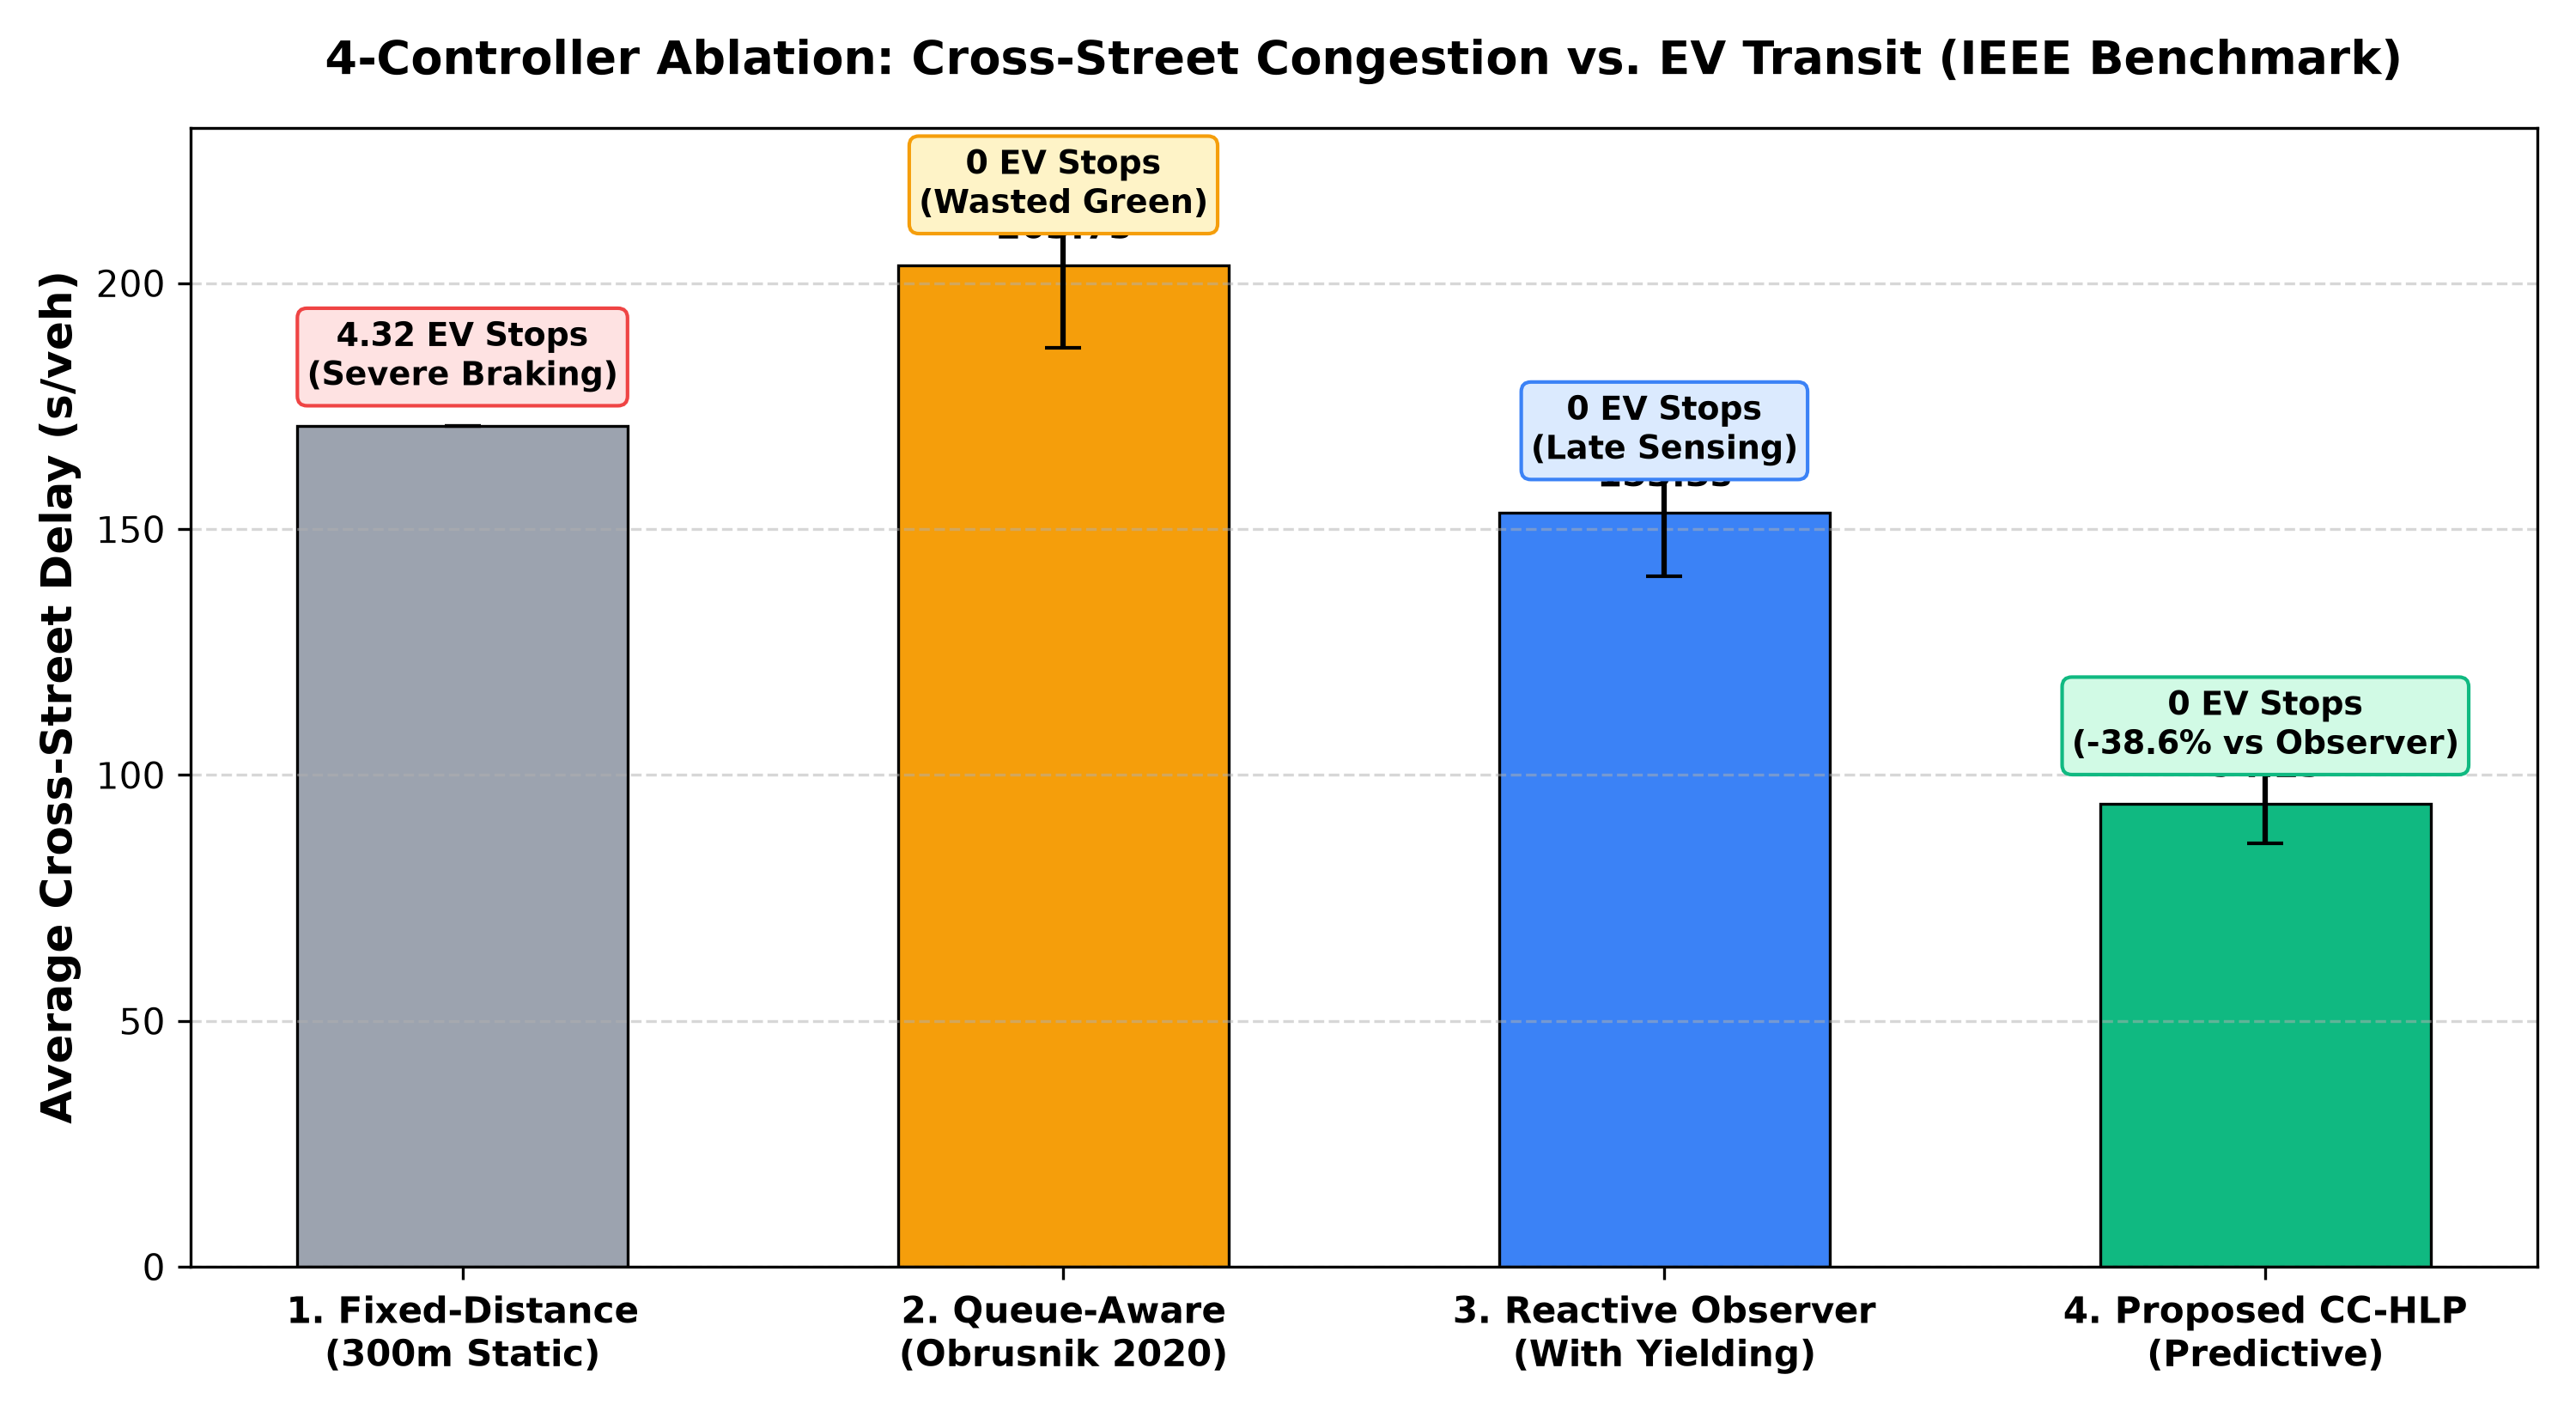 4-Controller Ablation: Cross-Street Congestion vs. EV Transit (IEEE Benchmark)
Average Cross-Street Delay (s/veh)
200
150
100
50
0
4.32 EV Stops
(Severe Braking)
0 EV Stops
(Wasted Green)
0 EV Stops
(Late Sensing)
0 EV Stops
(-38.6% vs Observer)
1. Fixed-Distance
(300m Static)
2. Queue-Aware
(Obrusnik 2020)
3. Reactive Observer
(With Yielding)
4. Proposed CC-HLP
(Predictive)